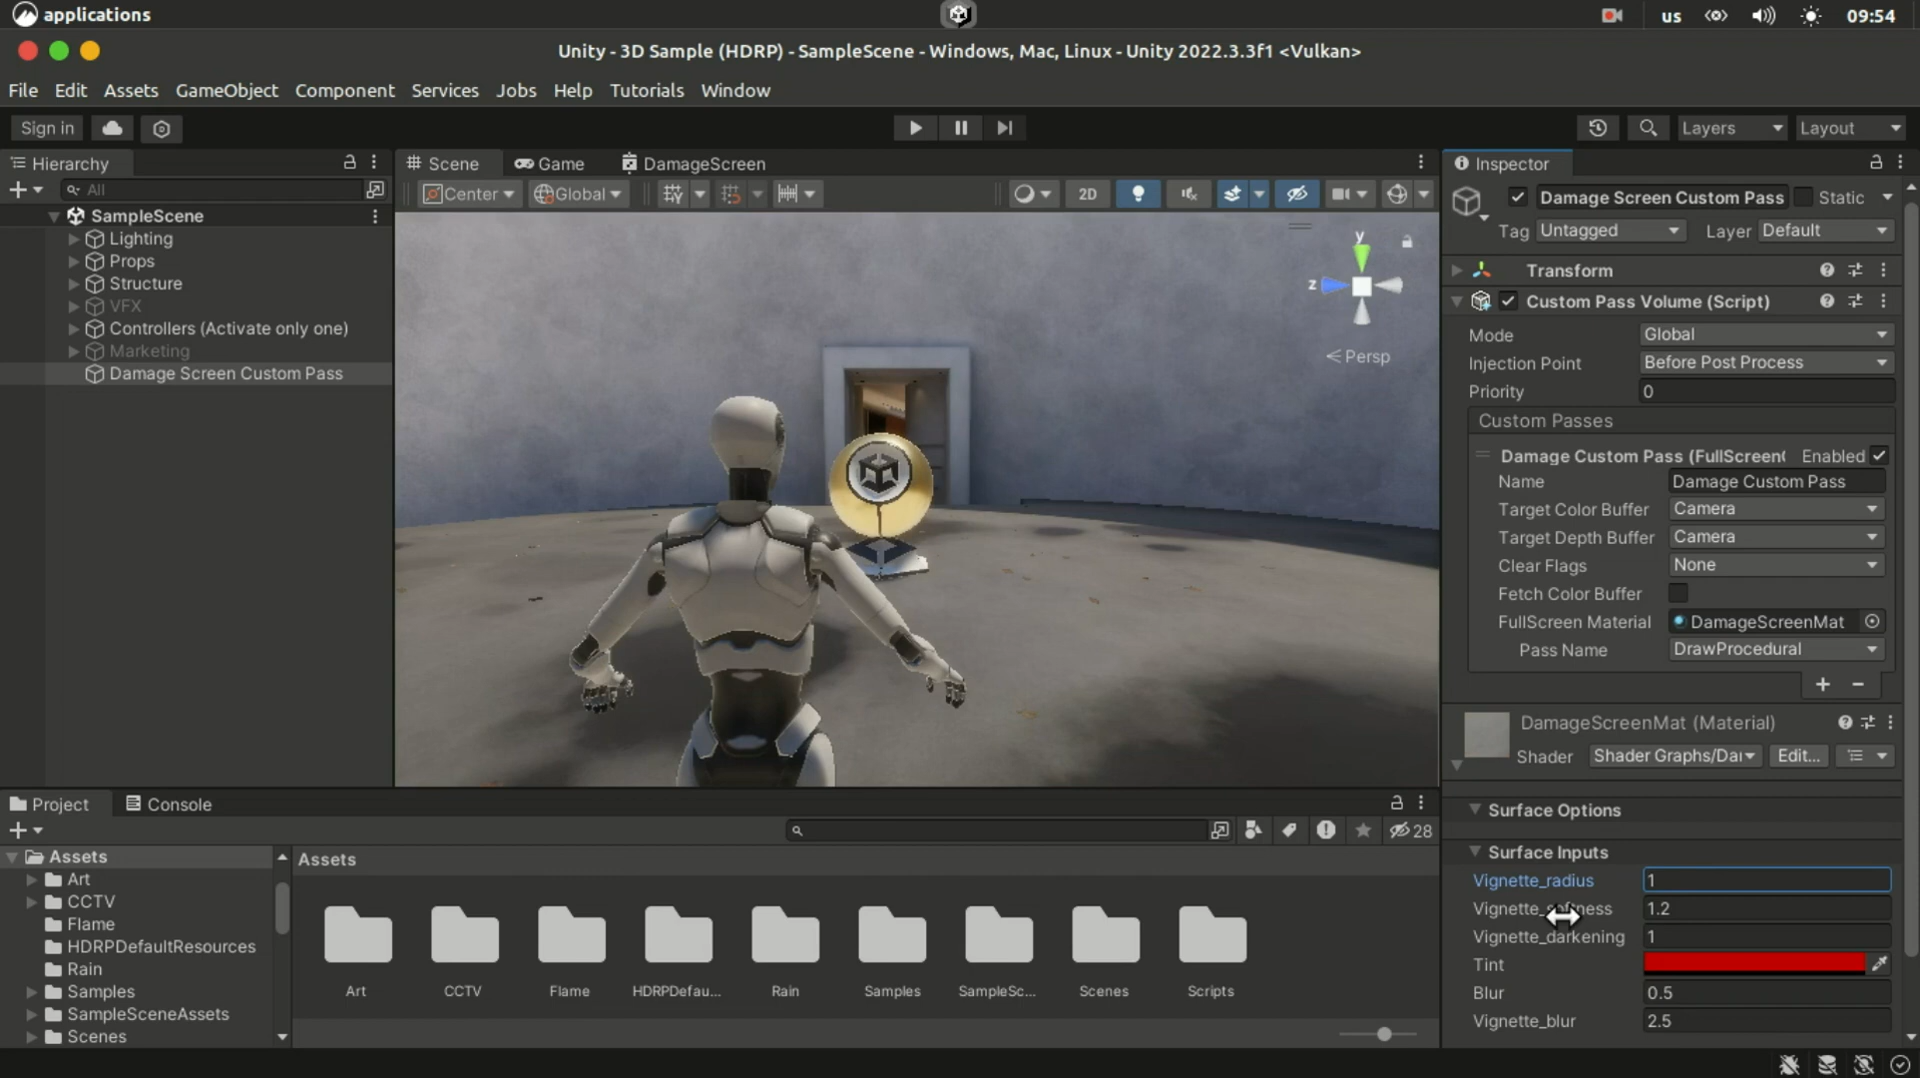 applications
us
09:54
Unity - 3D Sample (HDRP) - SampleScene - Windows, Mac, Linux - Unity 2022.3.3f1 <Vulkan>
File Edit Assets GameObject Component Services Jobs Help Tutorials Window
Sign in
Layers
Layout
Hierarchy
All
SampleScene
Lighting
Props
Structure
VFX
Controllers (Activate only one)
Marketing
Damage Screen Custom Pass
Scene
Game
DamageScreen
Center
Global
2D
y
z
Persp
Inspector
Damage Screen Custom Pass
Static
Tag Untagged
Layer Default
Transform
Custom Pass Volume (Script)
Mode Global
Injection Point Before Post Process
Priority 0
Custom Passes
Damage Custom Pass (FullScreen( Enabled
Name Damage Custom Pass
Target Color Buffer Camera
Target Depth Buffer Camera
Clear Flags None
Fetch Color Buffer
FullScreen Material DamageScreenMat
Pass Name DrawProcedural
+ −
DamageScreenMat (Material)
Shader Shader Graphs/Dar Edit...
Surface Options
Surface Inputs
Vignette_radius 1
1.2
Vignette_darkening 1
Tint
Blur 0.5
Vignette_blur 2.5
Project
Console
28
Assets
Art
CCTV
Flame
HDRPDefaultResources
Rain
Samples
SampleSceneAssets
Scenes
Assets
Art
CCTV
Flame
HDRPDefau...
Rain
Samples
SampleSc...
Scenes
Scripts